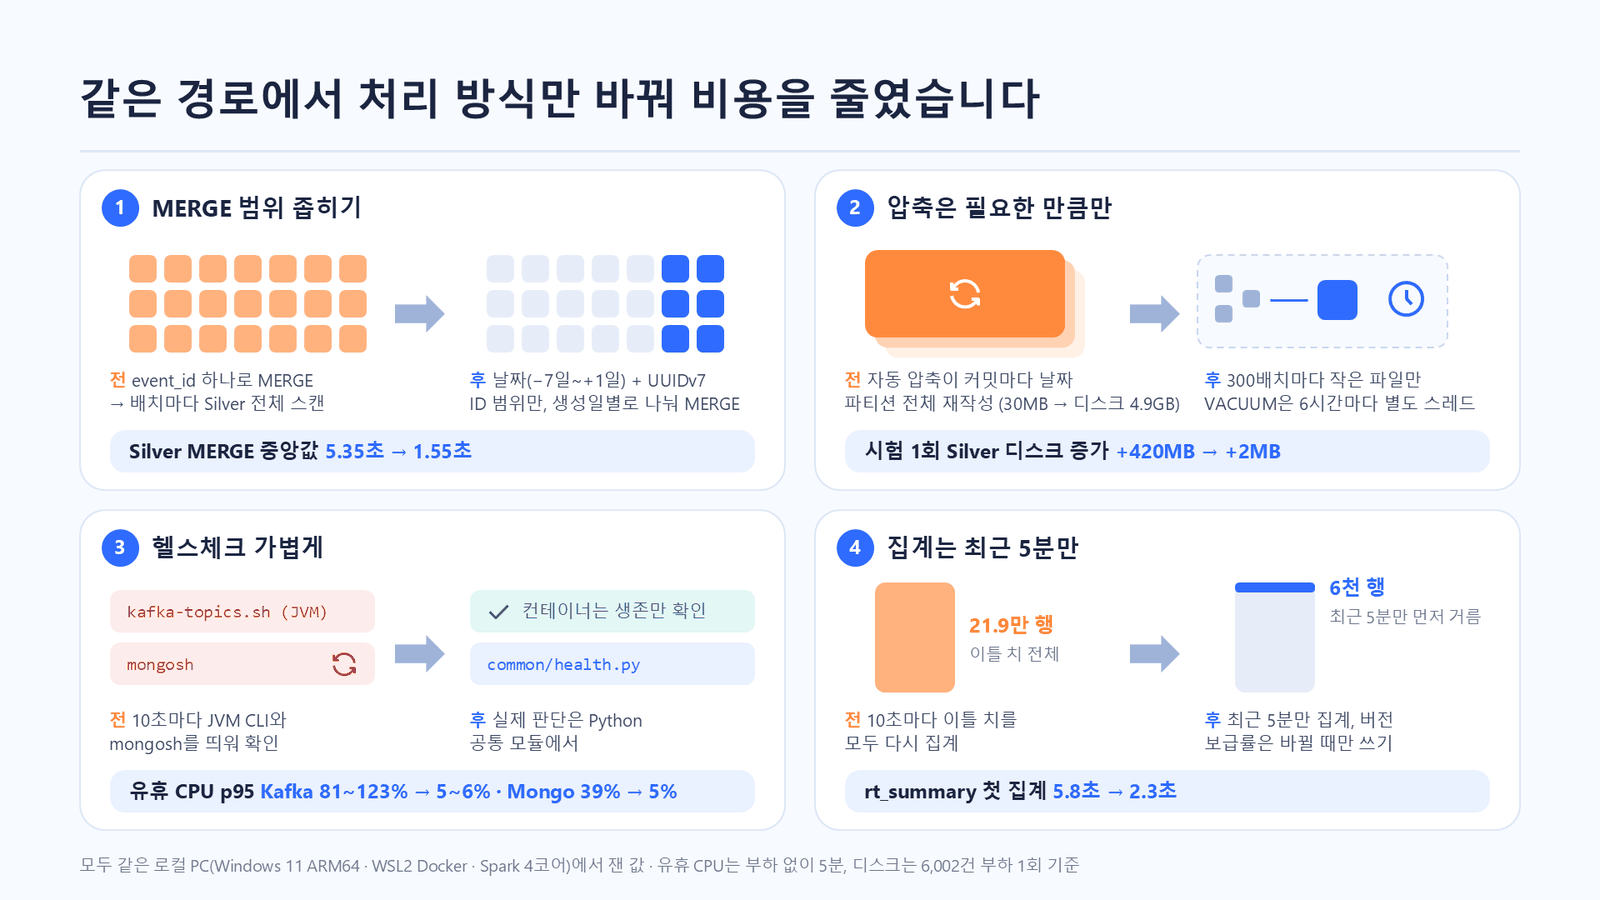 같은 경로에서 처리 방식만 바꿔 비용을 줄였습니다
1 MERGE 범위 좁히기
전 event_id 하나로 MERGE
→ 배치마다 Silver 전체 스캔
후 날짜(−7일~+1일) + UUIDv7
ID 범위만, 생성일별로 나눠 MERGE
Silver MERGE 중앙값 5.35초 → 1.55초
2 압축은 필요한 만큼만
전 자동 압축이 커밋마다 날짜
파티션 전체 재작성 (30MB → 디스크 4.9GB)
후 300배치마다 작은 파일만
VACUUM은 6시간마다 별도 스레드
시험 1회 Silver 디스크 증가 +420MB → +2MB
3 헬스체크 가볍게
kafka-topics.sh (JVM)
mongosh
컨테이너는 생존만 확인
common/health.py
전 10초마다 JVM CLI와
mongosh를 띄워 확인
후 실제 판단은 Python
공통 모듈에서
유휴 CPU p95 Kafka 81~123% → 5~6% · Mongo 39% → 5%
4 집계는 최근 5분만
21.9만 행
이틀 치 전체
6천 행
최근 5분만 먼저 거름
전 10초마다 이틀 치를
모두 다시 집계
후 최근 5분만 집계, 버전
보급률은 바뀔 때만 쓰기
rt_summary 첫 집계 5.8초 → 2.3초
모두 같은 로컬 PC(Windows 11 ARM64 · WSL2 Docker · Spark 4코어)에서 잰 값 · 유휴 CPU는 부하 없이 5분, 디스크는 6,002건 부하 1회 기준